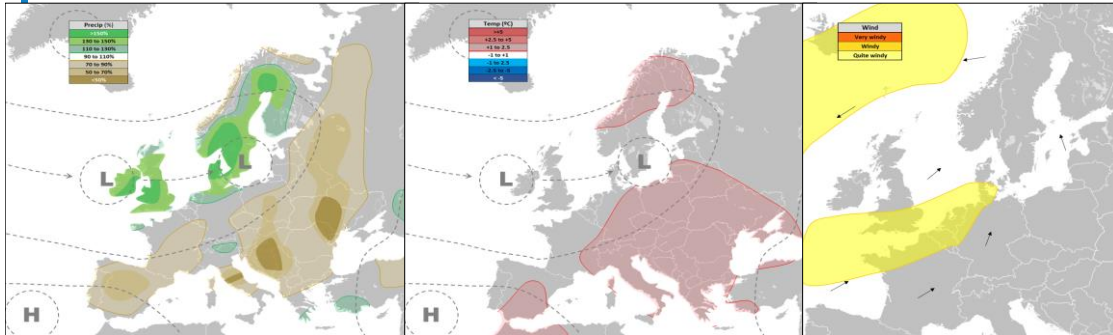 Precip (%)
>150%
130 to 150%
110 to 130%
90 to 110%
70 to 90%
50 to 70%
<50%
L
L
H
Temp (ºC)
>+5
+2.5 to +5
+1 to +2.5
-1 to +1
-1 to 2.5
-2.5 to -5
< -5
L
L
H
Wind
Very windy
Windy
Quite windy